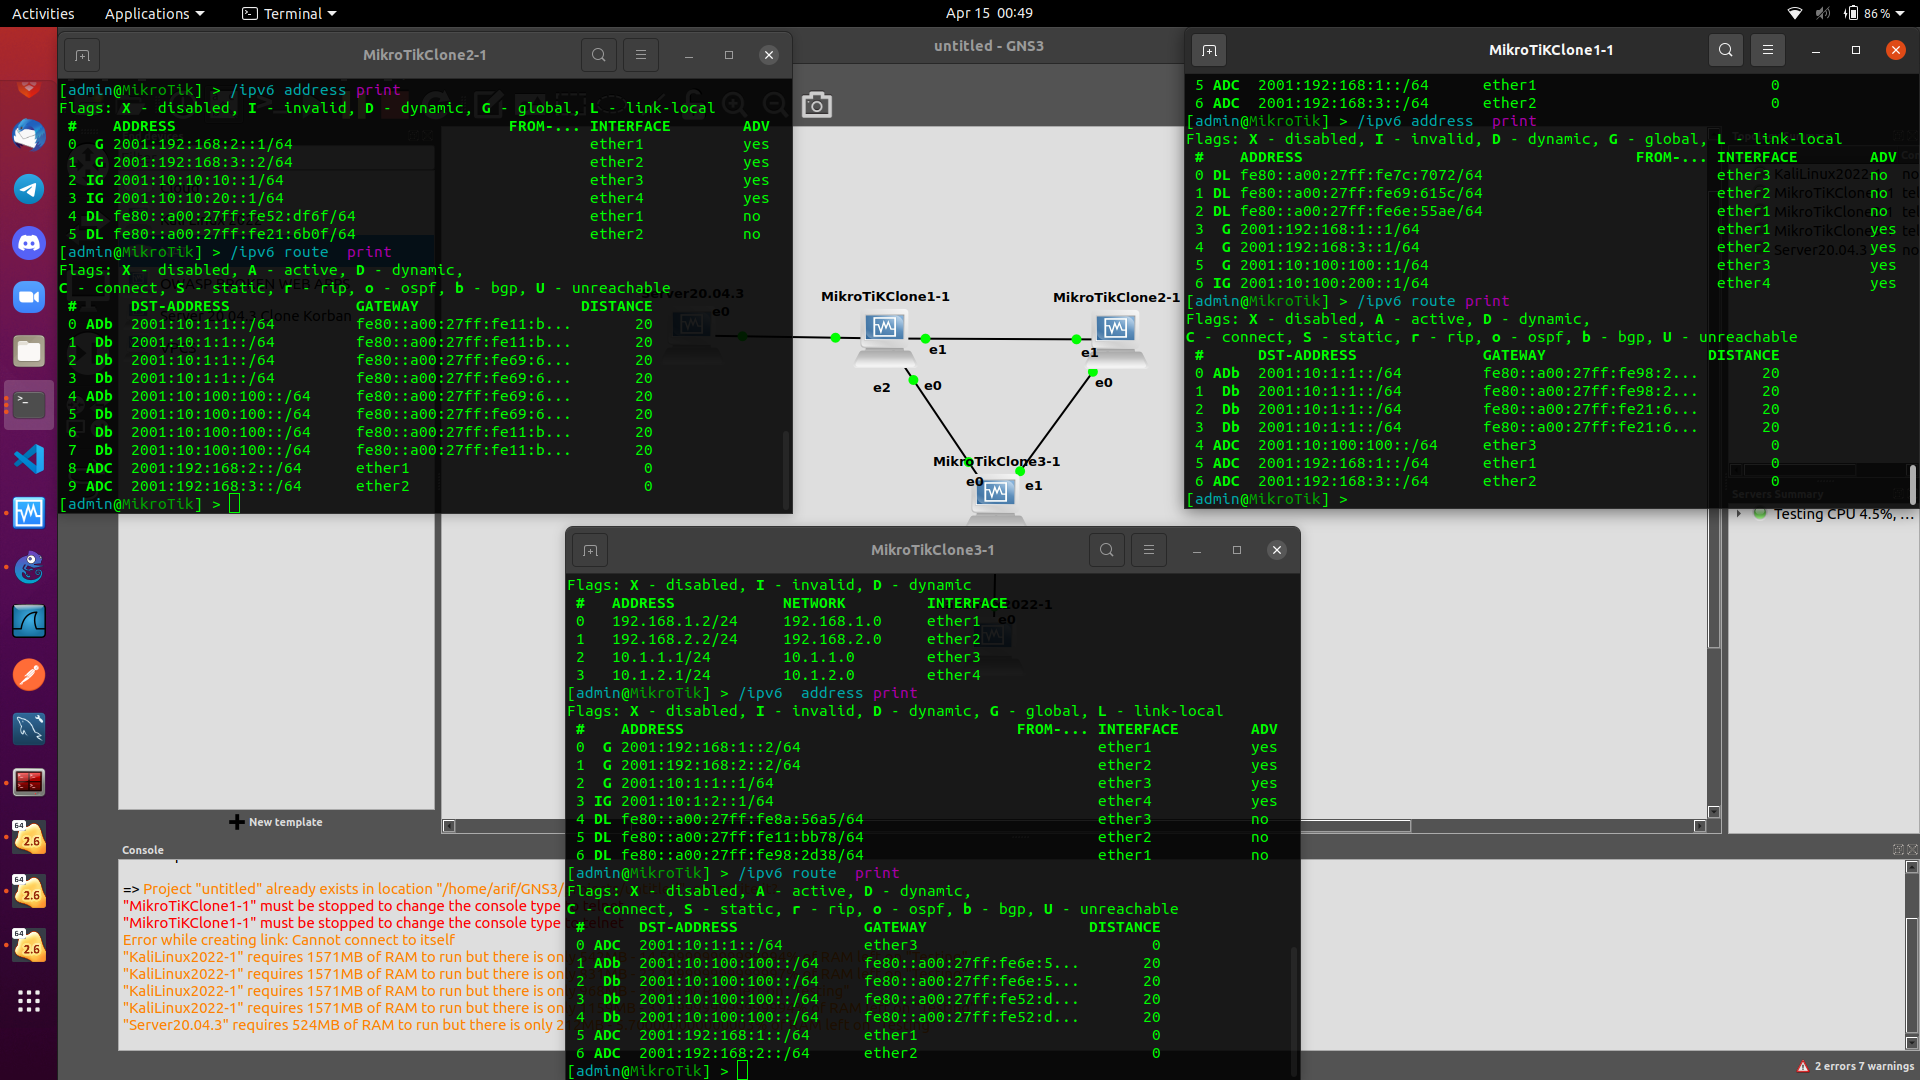 Activities Applications Terminal Apr 15 00:49 86 %
MikroTiKClone2-1
[admin@MikroTik] > /ipv6 address print
Flags: X - disabled, I - invalid, D - dynamic, G - global, L - link-local
# ADDRESS FROM-... INTERFACE ADV
0 G 2001:192:168:2::1/64 ether1 yes
1 G 2001:192:168:3::2/64 ether2 yes
2 IG 2001:10:10:10::1/64 ether3 yes
3 IG 2001:10:10:20::1/64 ether4 yes
4 DL fe80::a00:27ff:fe52:df6f/64 ether1 no
5 DL fe80::a00:27ff:fe21:6b0f/64 ether2 no
[admin@MikroTik] > /ipv6 route print
Flags: X - disabled, A - active, D - dynamic,
C - connect, S - static, r - rip, o - ospf, b - bgp, U - unreachable
# DST-ADDRESS GATEWAY DISTANCE
0 ADb 2001:10:1:1::/64 fe80::a00:27ff:fe11:b... 20
1 Db 2001:10:1:1::/64 fe80::a00:27ff:fe11:b... 20
2 Db 2001:10:1:1::/64 fe80::a00:27ff:fe69:6... 20
3 Db 2001:10:1:1::/64 fe80::a00:27ff:fe69:6... 20
4 ADb 2001:10:100:100::/64 fe80::a00:27ff:fe69:6... 20
5 Db 2001:10:100:100::/64 fe80::a00:27ff:fe69:6... 20
6 Db 2001:10:100:100::/64 fe80::a00:27ff:fe11:b... 20
7 Db 2001:10:100:100::/64 fe80::a00:27ff:fe11:b... 20
8 ADC 2001:192:168:2::/64 ether1 0
9 ADC 2001:192:168:3::/64 ether2 0
[admin@MikroTik] >
untitled - GNS3
MikroTiKClone1-1
5 ADC 2001:192:168:1::/64 ether1 0
6 ADC 2001:192:168:3::/64 ether2 0
[admin@MikroTik] > /ipv6 address print
Flags: X - disabled, I - invalid, D - dynamic, G - global, L - link-local
# ADDRESS FROM-... INTERFACE ADV
0 DL fe80::a00:27ff:fe7c:7072/64 ether3 no
1 DL fe80::a00:27ff:fe69:615c/64 ether2 no
2 DL fe80::a00:27ff:fe6e:55ae/64 ether1 no
3 G 2001:192:168:1::1/64 ether1 yes
4 G 2001:192:168:3::1/64 ether2 yes
5 G 2001:10:100:100::1/64 ether3 yes
6 IG 2001:10:100:200::1/64 ether4 yes
[admin@MikroTik] > /ipv6 route print
Flags: X - disabled, A - active, D - dynamic,
C - connect, S - static, r - rip, o - ospf, b - bgp, U - unreachable
# DST-ADDRESS GATEWAY DISTANCE
0 ADb 2001:10:1:1::/64 fe80::a00:27ff:fe98:2... 20
1 Db 2001:10:1:1::/64 fe80::a00:27ff:fe98:2... 20
2 Db 2001:10:1:1::/64 fe80::a00:27ff:fe21:6... 20
3 Db 2001:10:1:1::/64 fe80::a00:27ff:fe21:6... 20
4 ADC 2001:10:100:100::/64 ether3 0
5 ADC 2001:192:168:1::/64 ether1 0
6 ADC 2001:192:168:3::/64 ether2 0
[admin@MikroTik] >
KaliLinux2022
MikroTiKClone
MikroTiKClone
MikroTiKClone
Server20.04.3
Servers Summary
Testing CPU 4.5%, ...
Server20.04.3
e0
MikroTiKClone1-1
e1
e0
e2
MikroTikClone2-1
e1
e0
MikroTikClone3-1
e0
e1
MikroTikClone3-1
Flags: X - disabled, I - invalid, D - dynamic
# ADDRESS NETWORK INTERFACE
0 192.168.1.2/24 192.168.1.0 ether1
1 192.168.2.2/24 192.168.2.0 ether2
2 10.1.1.1/24 10.1.1.0 ether3
3 10.1.2.1/24 10.1.2.0 ether4
[admin@MikroTik] > /ipv6 address print
Flags: X - disabled, I - invalid, D - dynamic, G - global, L - link-local
# ADDRESS FROM-... INTERFACE ADV
0 G 2001:192:168:1::2/64 ether1 yes
1 G 2001:192:168:2::2/64 ether2 yes
2 G 2001:10:1:1::1/64 ether3 yes
3 IG 2001:10:1:2::1/64 ether4 yes
4 DL fe80::a00:27ff:fe8a:56a5/64 ether3 no
5 DL fe80::a00:27ff:fe11:bb78/64 ether2 no
6 DL fe80::a00:27ff:fe98:2d38/64 ether1 no
[admin@MikroTik] > /ipv6 route print
Flags: X - disabled, A - active, D - dynamic,
C - connect, S - static, r - rip, o - ospf, b - bgp, U - unreachable
# DST-ADDRESS GATEWAY DISTANCE
0 ADC 2001:10:1:1::/64 ether3 0
1 ADb 2001:10:100:100::/64 fe80::a00:27ff:fe6e:5... 20
2 Db 2001:10:100:100::/64 fe80::a00:27ff:fe6e:5... 20
3 Db 2001:10:100:100::/64 fe80::a00:27ff:fe52:d... 20
4 Db 2001:10:100:100::/64 fe80::a00:27ff:fe52:d... 20
5 ADC 2001:192:168:1::/64 ether1 0
6 ADC 2001:192:168:2::/64 ether2 0
[admin@MikroTik] >
2022-1
e0
New template
Console
=> Project "untitled" already exists in location "/home/arif/GNS3/
"MikroTiKClone1-1" must be stopped to change the console type to telnet
"MikroTiKClone1-1" must be stopped to change the console type to telnet
Error while creating link: Cannot connect to itself
"KaliLinux2022-1" requires 1571MB of RAM to run but there is only
"KaliLinux2022-1" requires 1571MB of RAM to run but there is only
"KaliLinux2022-1" requires 1571MB of RAM to run but there is only
"KaliLinux2022-1" requires 1571MB of RAM to run but there is only
"Server20.04.3" requires 524MB of RAM to run but there is only
2 errors 7 warnings
64
2.6
64
2.6
64
2.6